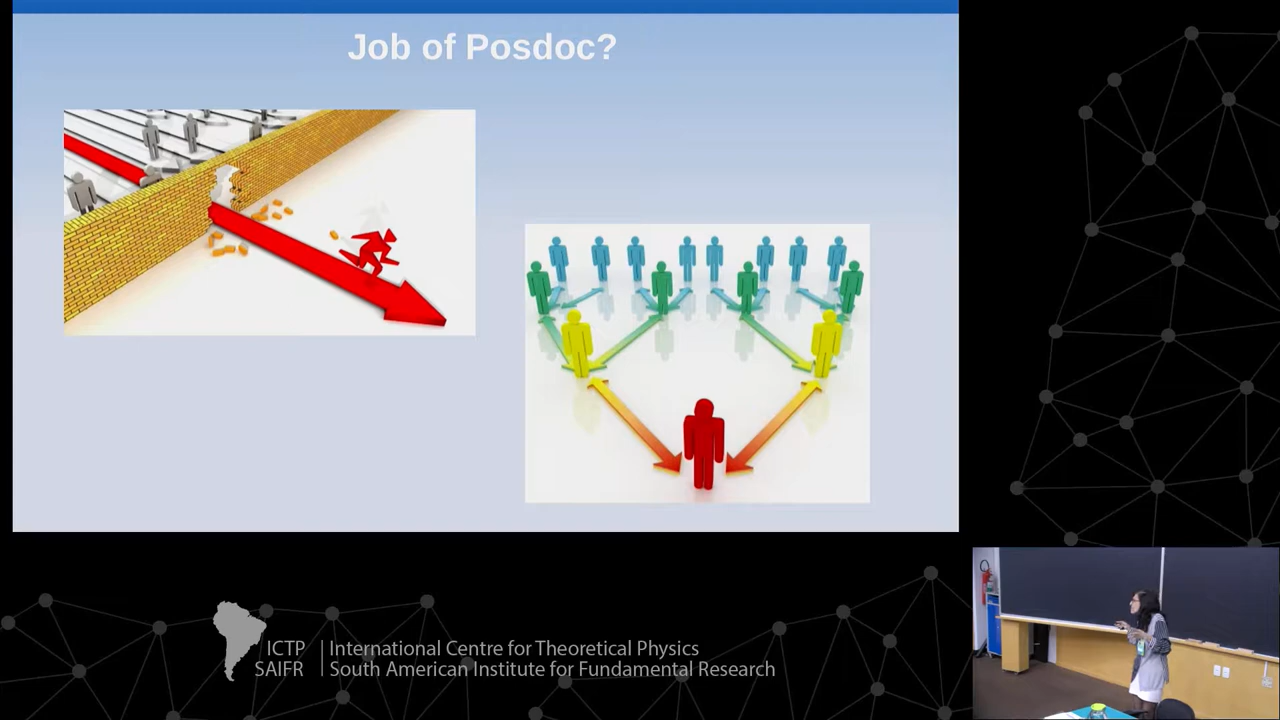 Job of Posdoc?
ICTP
SAIFR
International Centre for Theoretical Physics
South American Institute for Fundamental Research